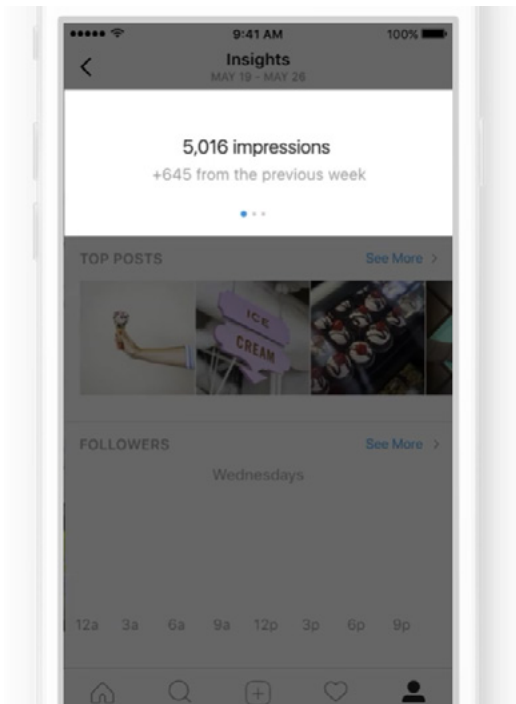 9:41 AM 100%
Insights
MAY 19 - MAY 26
5,016 impressions
+645 from the previous week
TOP POSTS See More >
ICE
CREAM
FOLLOWERS See More >
Wednesdays
12a 3a 6a 9a 12p 3p 6p 9p